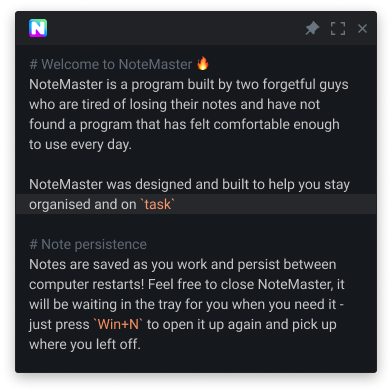 N
# Welcome to NoteMaster 🔥
NoteMaster is a program built by two forgetful guys
who are tired of losing their notes and have not
found a program that has felt comfortable enough
to use every day.
NoteMaster was designed and built to help you stay
organised and on `task`
# Note persistence
Notes are saved as you work and persist between
computer restarts! Feel free to close NoteMaster, it
will be waiting in the tray for you when you need it -
just press `Win+N` to open it up again and pick up
where you left off.